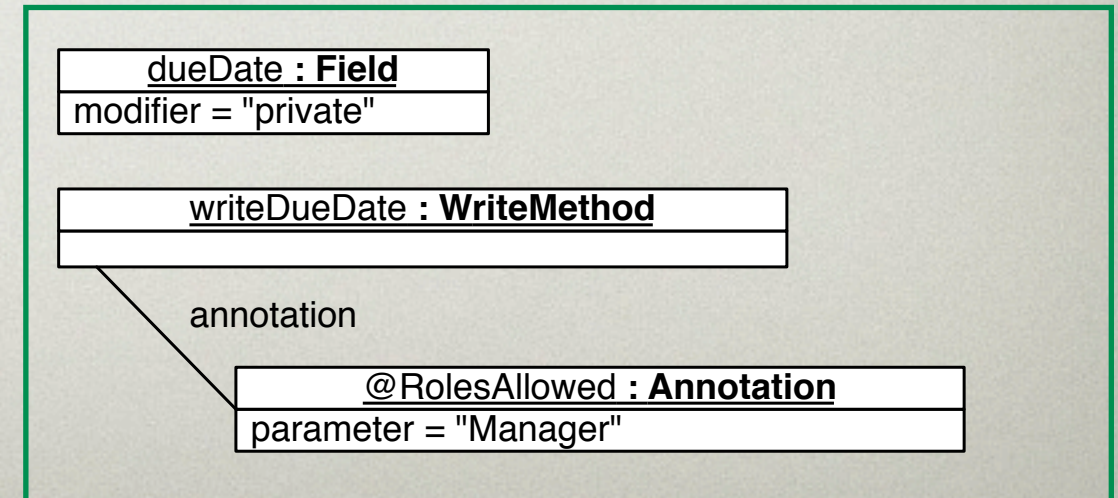 dueDate : Field
modifier = "private"
writeDueDate : WriteMethod
annotation
@RolesAllowed : Annotation
parameter = "Manager"